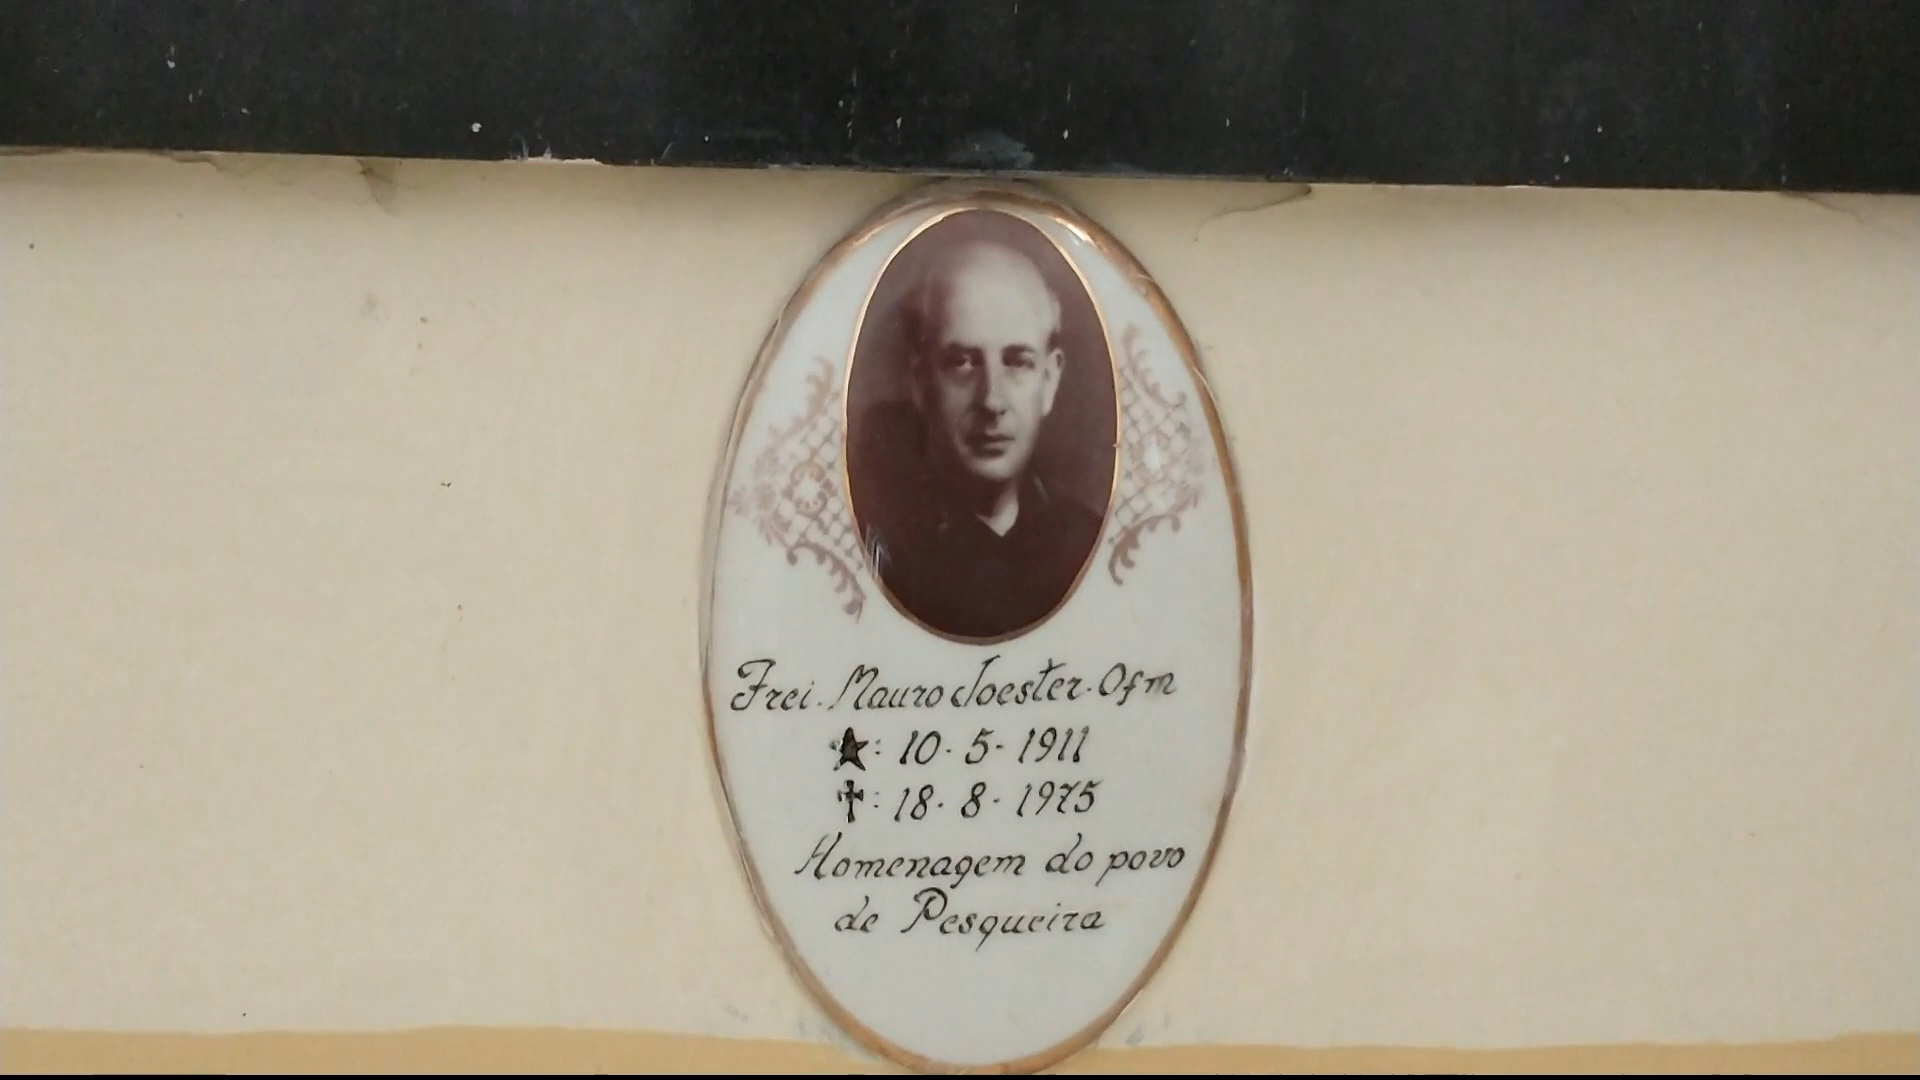 Frei. Mauro Joester. Ofm
★: 10. 5. 1911
✝: 18. 8. 1975
Homenagem do povo
de Pesqueira